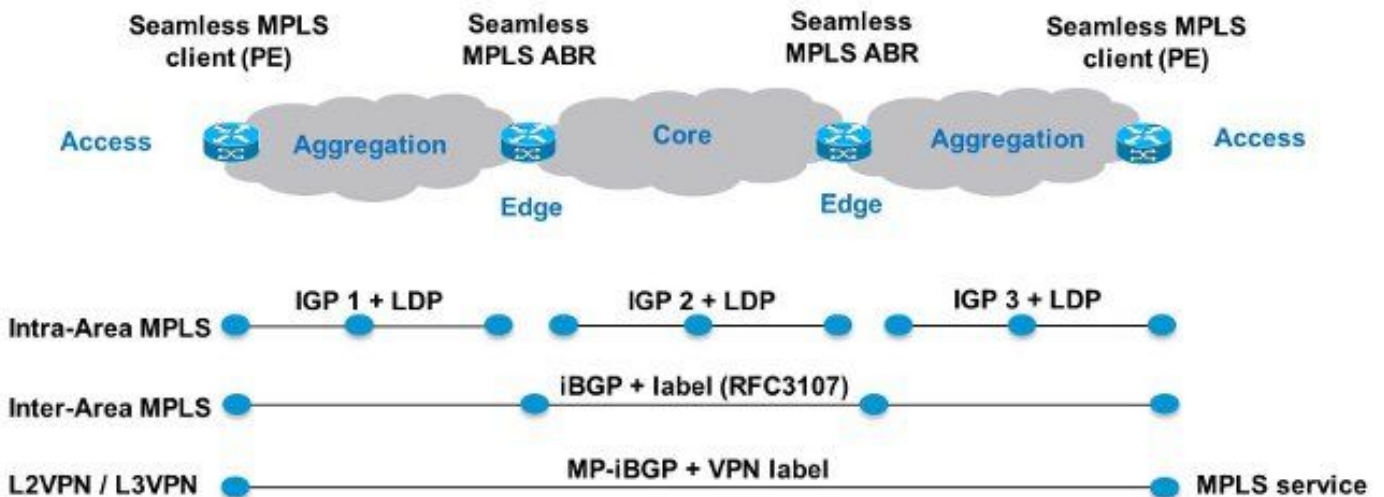 Seamless MPLS
client (PE)
Seamless
MPLS ABR
Seamless
MPLS ABR
Seamless MPLS
client (PE)
Access
Aggregation
Core
Aggregation
Access
Edge
Edge
Intra-Area MPLS
IGP 1 + LDP
IGP 2 + LDP
IGP 3 + LDP
Inter-Area MPLS
iBGP + label (RFC3107)
L2VPN / L3VPN
MP-iBGP + VPN label
MPLS service